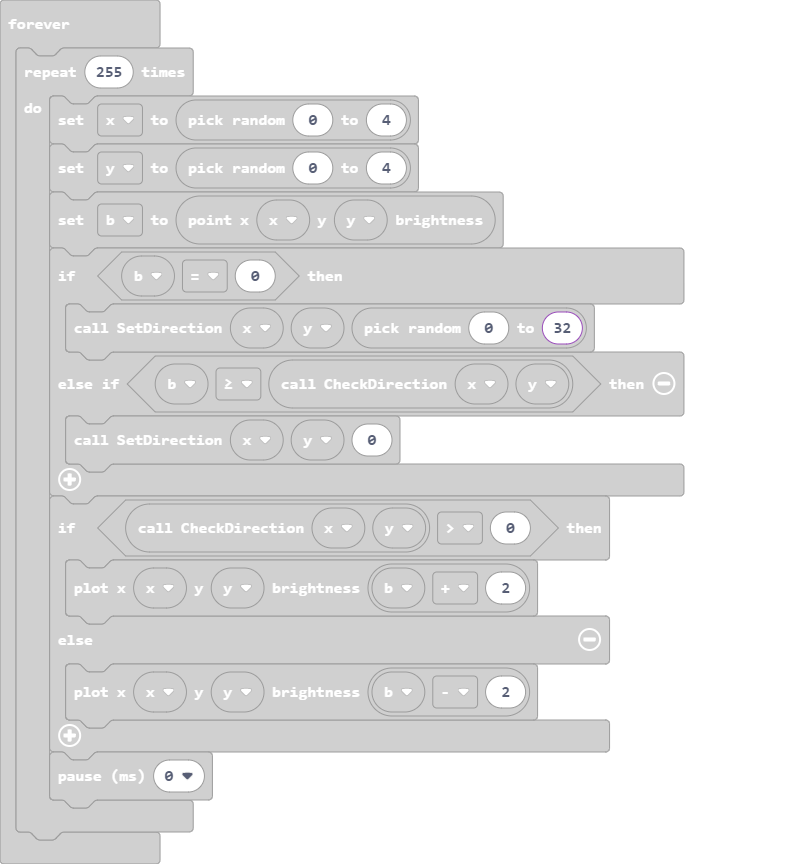 forever
repeat 255 times
do
set x to pick random 0 to 4
set y to pick random 0 to 4
set b to point x x y y brightness
if b = 0 then
call SetDirection x y pick random 0 to 32
else if b ≥ call CheckDirection x y then
call SetDirection x y 0
if call CheckDirection x y > 0 then
plot x x y y brightness b + 2
else
plot x x y y brightness b - 2
pause (ms) 0